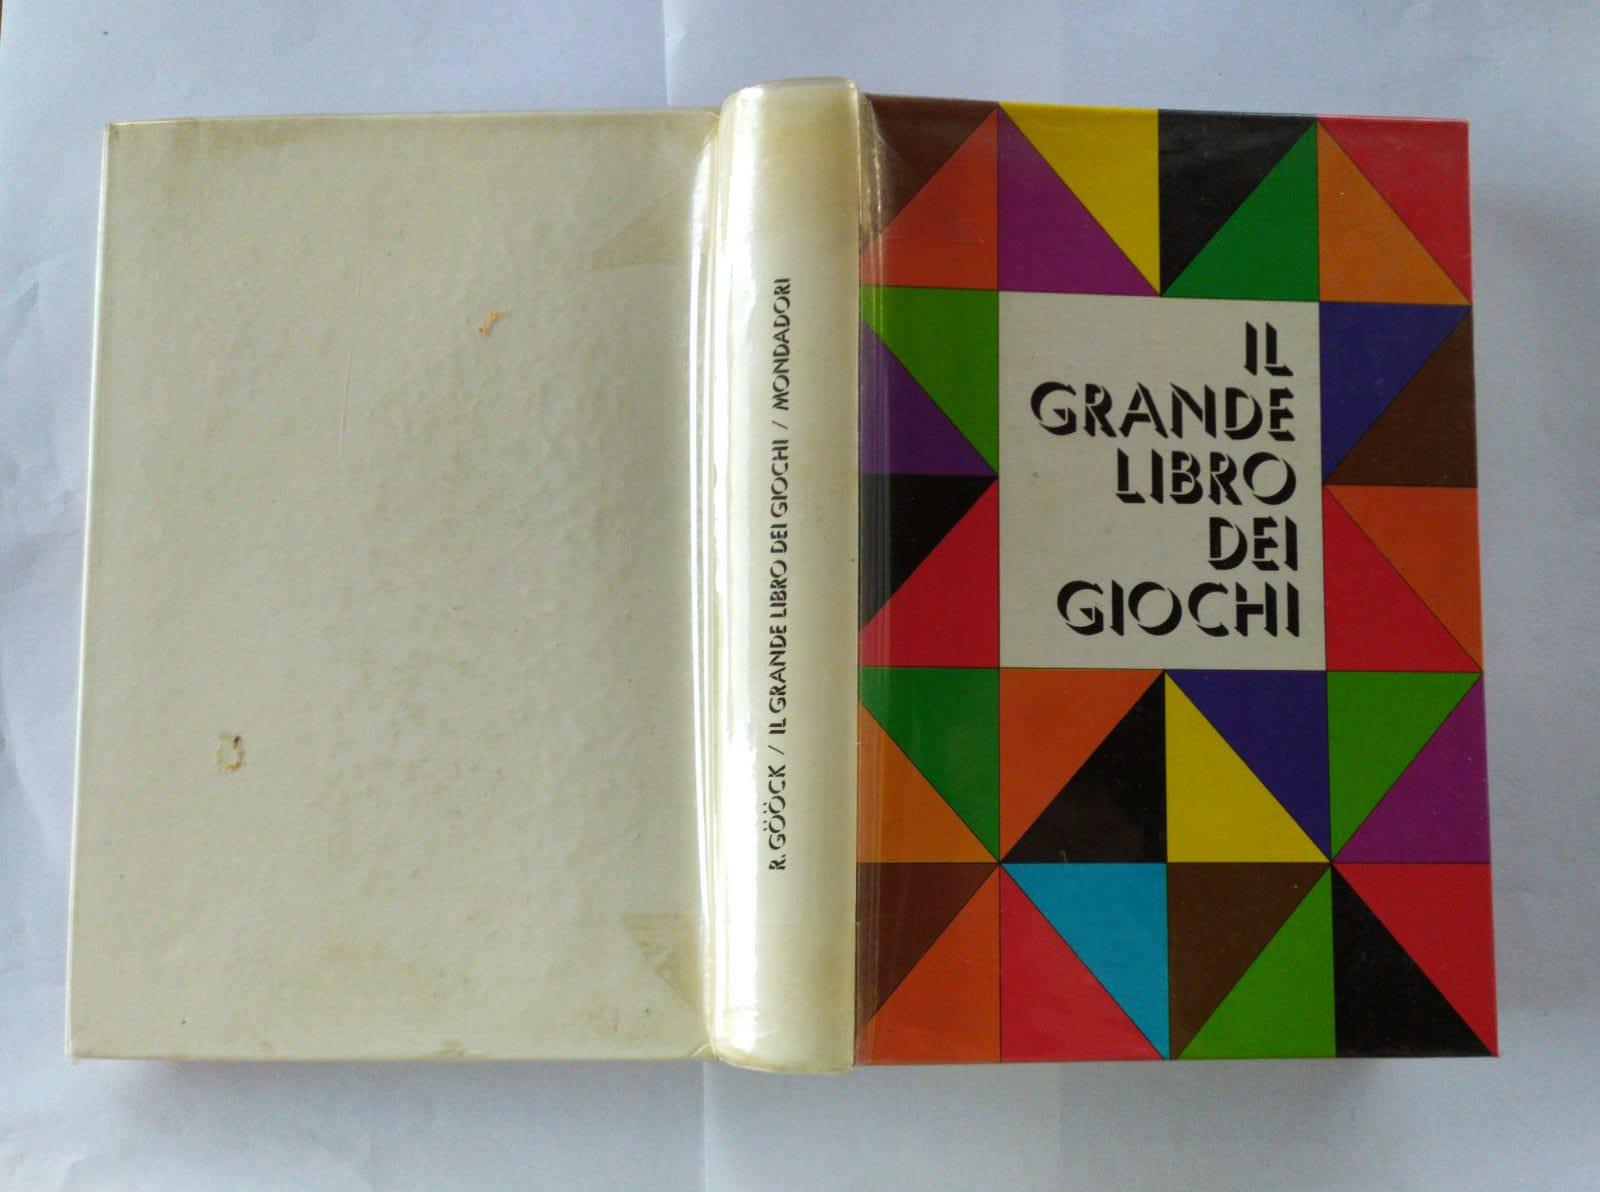 R. GÖÖCK / IL GRANDE LIBRO DEI GIOCHI / MONDADORI
IL
GRANDE
LIBRO
DEI
GIOCHI